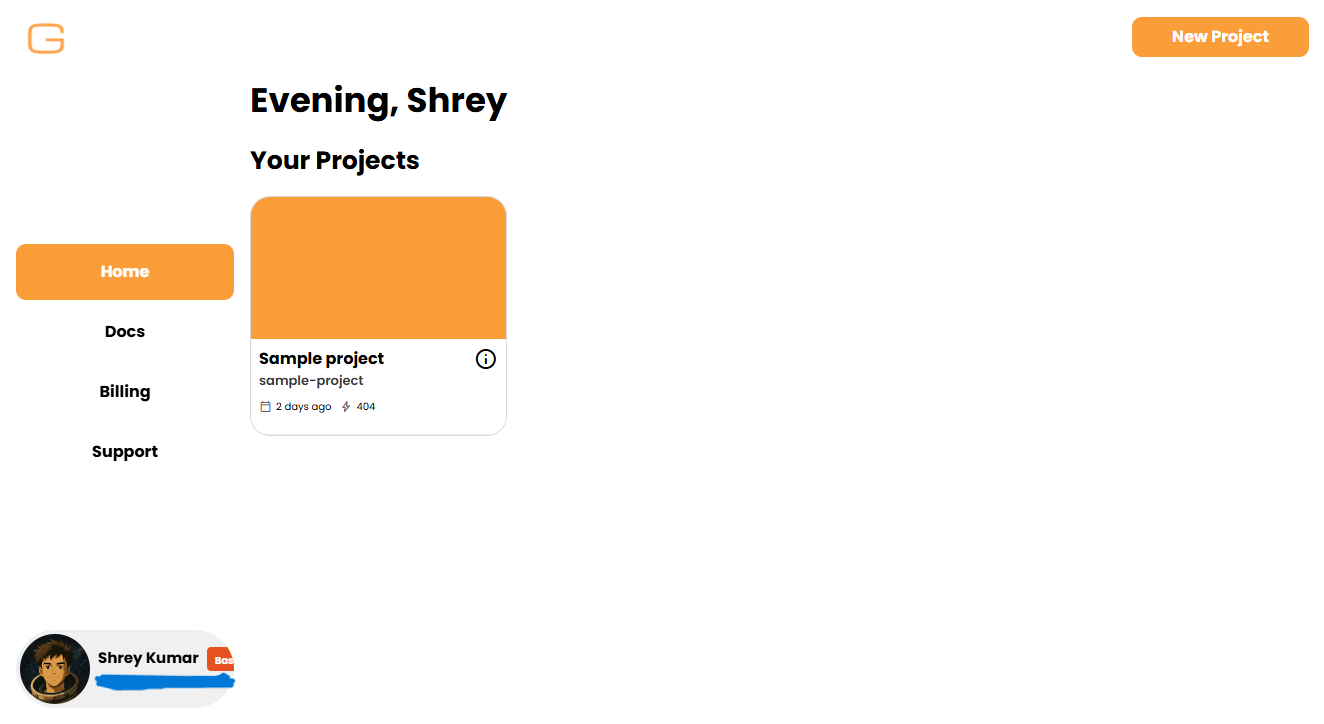 G
New Project
Evening, Shrey
Your Projects
Home
Docs
Billing
Support
Sample project
sample-project
2 days ago 404
Shrey Kumar Bas